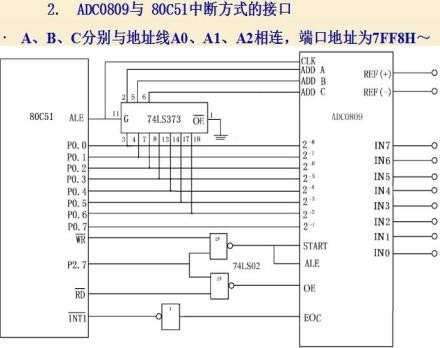 2. ADC0809与 80C51中断方式的接口
· A、B、C分别与地址线A0、A1、A2相连，端口地址为7FF8H～
CLK
ADD A
ADD B
ADD C
REF(+)
REF(-)
80C51
ALE
11
2 5 6
G 74LS373 OE
1
3 4 7 8 13 14 17 18
ADC0809
P0.0
P0.1
P0.2
P0.3
P0.4
P0.5
P0.6
P0.7
2-8
2-7
2-6
2-5
2-4
2-3
2-2
2-1
IN7
IN6
IN5
IN4
IN3
IN2
IN1
IN0
WR
P2.7
RD
INT1
≥1
≥1
74LS02
1
START
ALE
OE
EOC